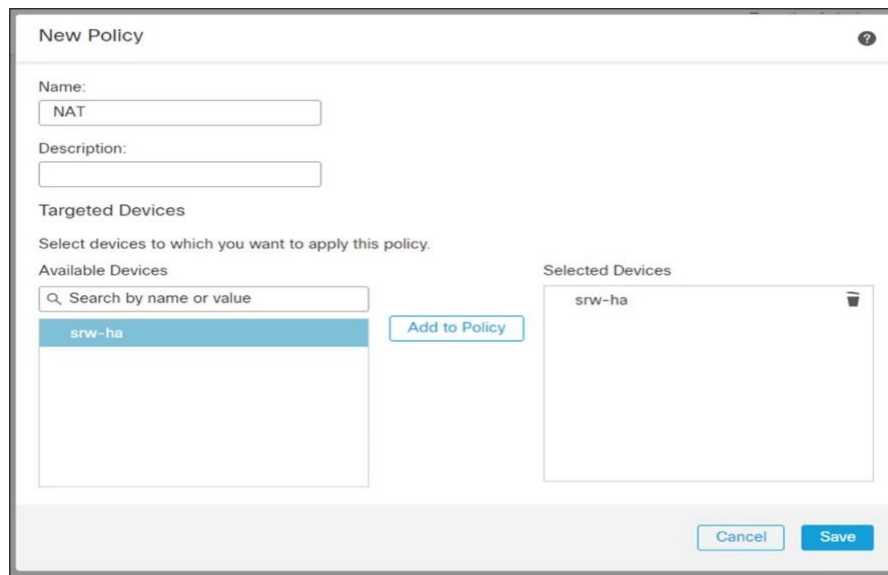 New Policy
?
Name:
NAT
Description:
Targeted Devices
Select devices to which you want to apply this policy.
Available Devices
Selected Devices
Search by name or value
srw-ha
Add to Policy
srw-ha
Cancel
Save